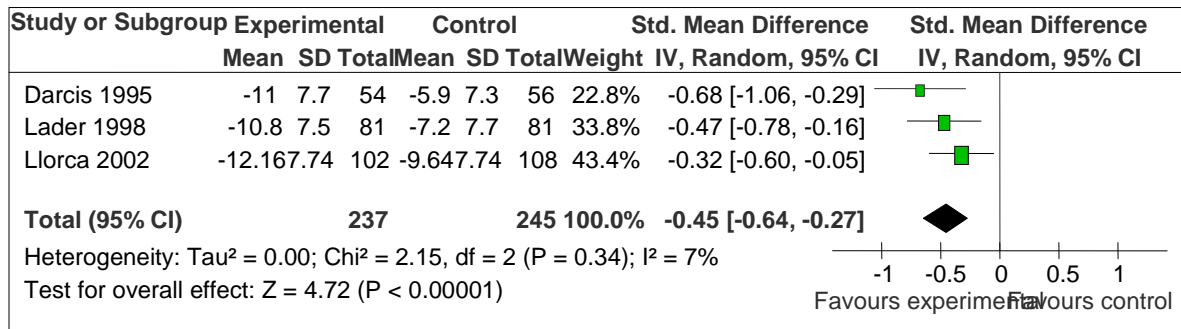 Study or Subgroup Experimental Control Std. Mean Difference Std. Mean Difference
Mean SD Total Mean SD Total Weight IV, Random, 95% CI IV, Random, 95% CI
Darcis 1995 -11 7.7 54 -5.9 7.3 56 22.8% -0.68 [-1.06, -0.29]
Lader 1998 -10.8 7.5 81 -7.2 7.7 81 33.8% -0.47 [-0.78, -0.16]
Llorca 2002 -12.16 7.74 102 -9.64 7.74 108 43.4% -0.32 [-0.60, -0.05]
Total (95% CI) 237 245 100.0% -0.45 [-0.64, -0.27]
Heterogeneity: Tau² = 0.00; Chi² = 2.15, df = 2 (P = 0.34); I² = 7%
Test for overall effect: Z = 4.72 (P < 0.00001)
-1 -0.5 0 0.5 1
Favours experimental Favours control